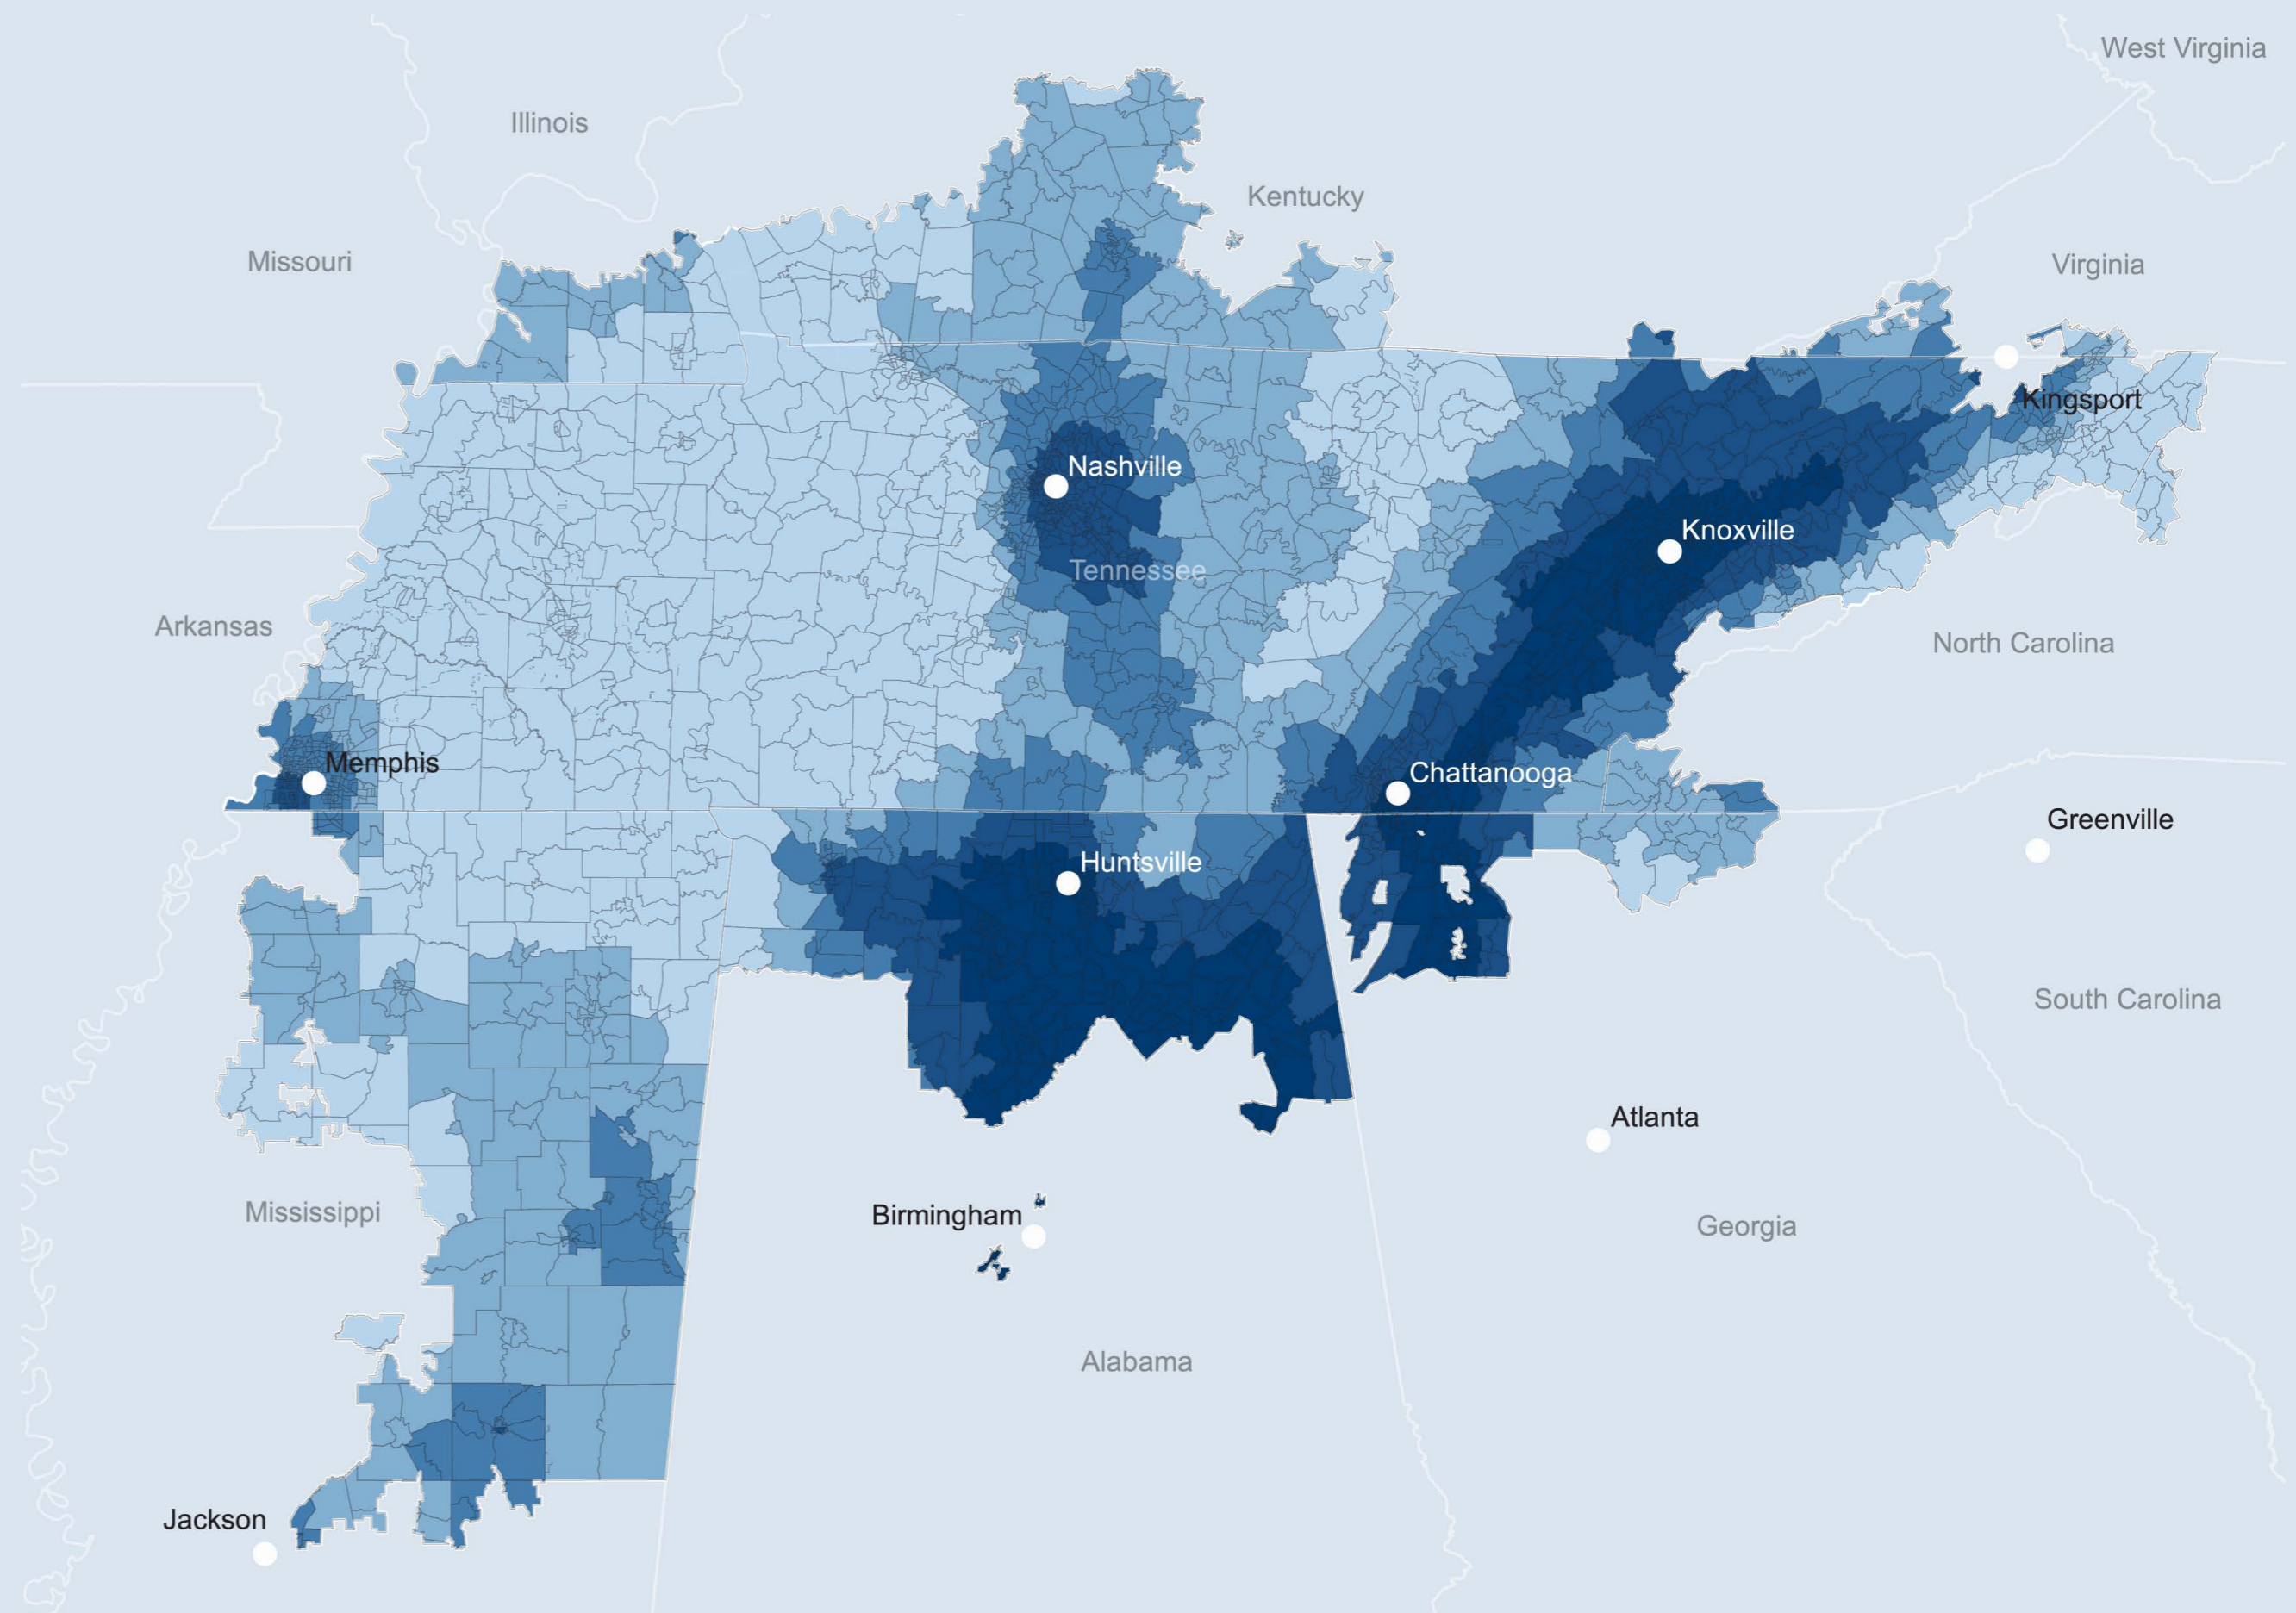 West Virginia
Illinois
Kentucky
Missouri
Virginia
Kingsport
Nashville
Knoxville
Tennessee
Arkansas
North Carolina
Memphis
Chattanooga
Greenville
Huntsville
South Carolina
Atlanta
Mississippi
Birmingham
Georgia
Alabama
Jackson